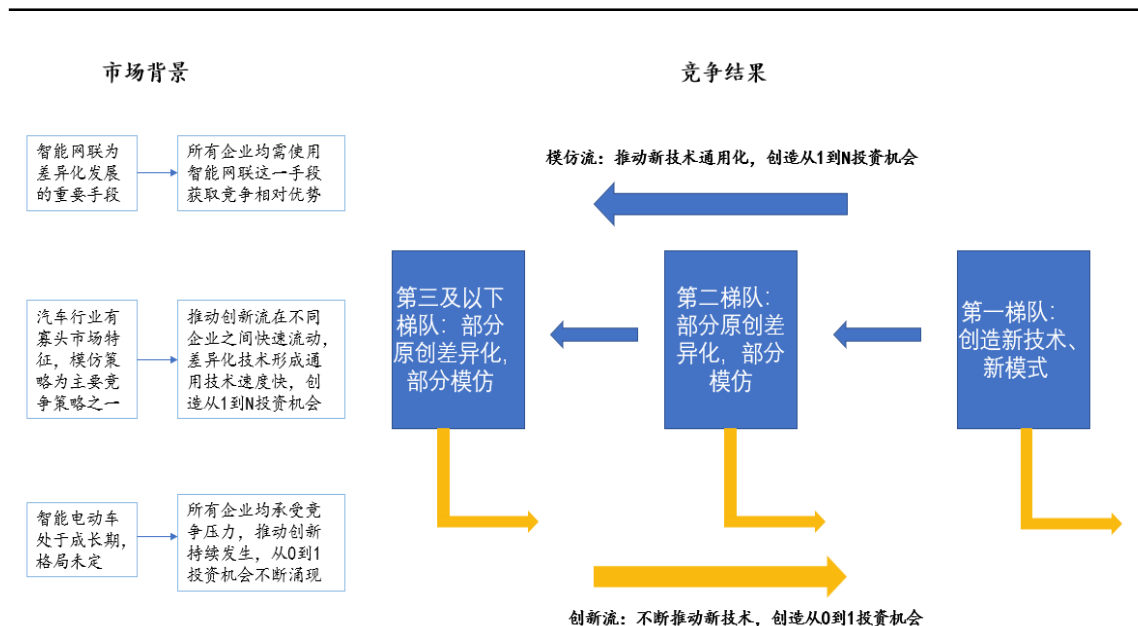 市场背景
竞争结果
智能网联为
差异化发展
的重要手段
所有企业均需使用
智能网联这一手段
获取竞争相对优势
模仿流：推动新技术通用化，创造从1到N投资机会
汽车行业有
寡头市场特
征，模仿策
略为主要竞
争策略之一
推动创新流在不同
企业之间快速流动，
差异化技术形成通
用技术速度快，创
造从1到N投资机会
第三及以下
梯队：部分
原创差异化，
部分模仿
第二梯队：
部分原创差
异化，部分
模仿
第一梯队：
创造新技术、
新模式
智能电动车
处于成长期，
格局未定
所有企业均承受竞
争压力，推动创新
持续发生，从0到1
投资机会不断涌现
创新流：不断推动新技术，创造从0到1投资机会